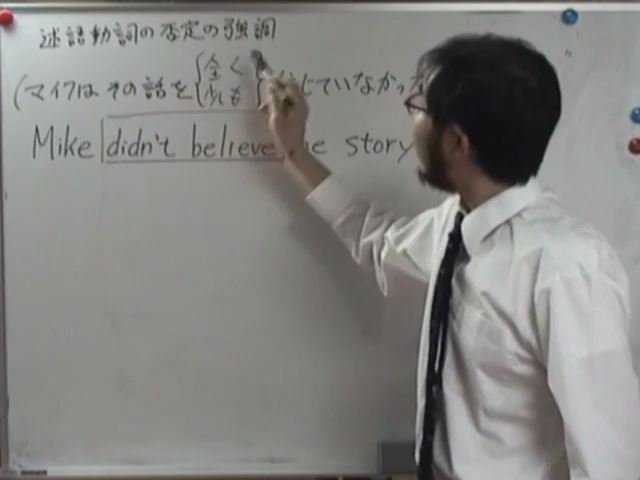 述語動詞の否定の強調
(マイクは その話を{全く 少しも}信じていなかった
Mike didn't believe the story